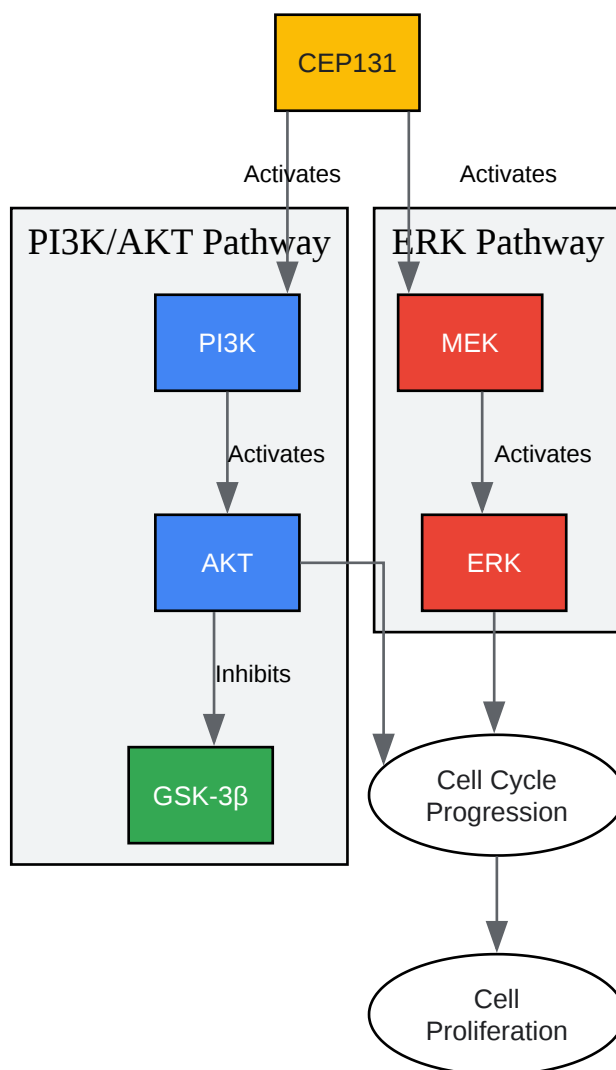 CEP131
Activates
Activates
PI3K/AKT Pathway
ERK Pathway
PI3K
MEK
Activates
Activates
AKT
ERK
Inhibits
GSK-3β
Cell Cycle
Progression
Cell
Proliferation